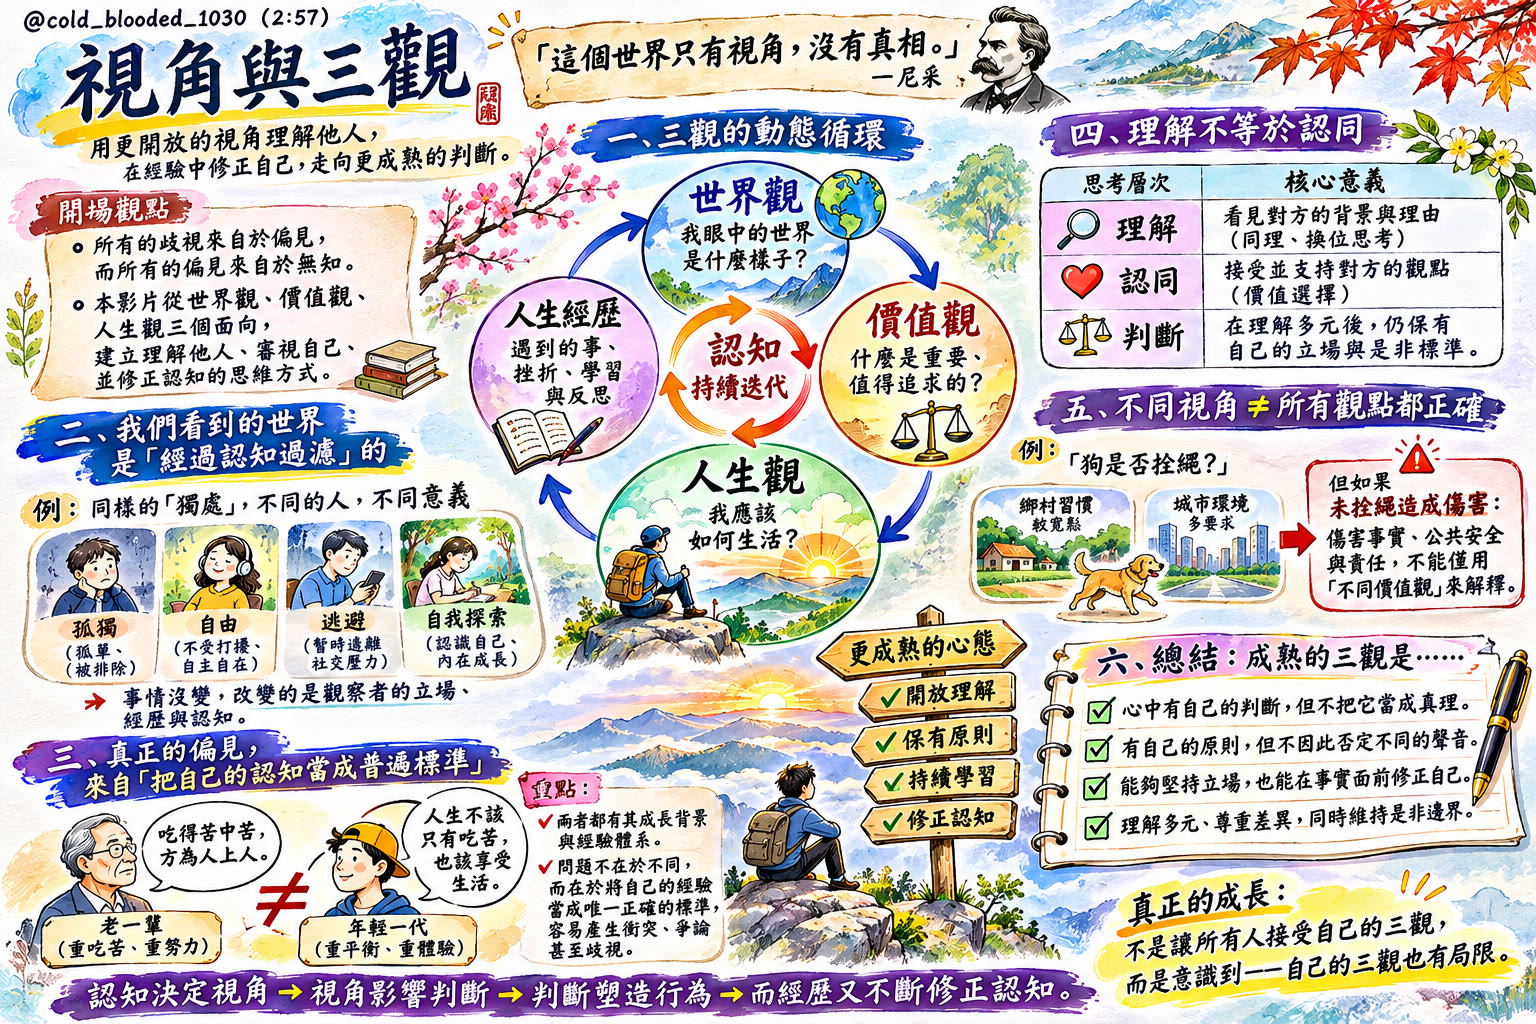 @cold_blooded_1030 (2:57)
視角與三觀
用更開放的視角理解他人，
在經驗中修正自己，走向更成熟的判斷。
「這個世界只有視角，沒有真相。」
—尼采
開場觀點
所有的歧視來自於偏見，
而所有的偏見來自於無知。
本影片從世界觀、價值觀、
人生觀三個面向，
建立理解他人、審視自己、
並修正認知的思維方式。
一、三觀的動態循環
世界觀
我眼中的世界
是什麼樣子？
價值觀
什麼是重要、
值得追求的？
人生觀
我應該
如何生活？
人生經歷
遇到的事、
挫折、學習
與反思
認知
持續迭代
二、我們看到的世界
是「經過認知過濾」的
例：同樣的「獨處」，不同的人，不同意義
孤獨
（孤單、
被排除）
自由
（不受打擾、
自主自在）
逃避
（暫時逃離
社交壓力）
自我探索
（認識自己、
內在成長）
→ 事情沒變，改變的是觀察者的立場、
經歷與認知。
三、真正的偏見，
來自「把自己的認知當成普遍標準」
吃得苦中苦，
方為人上人。
老一輩
（重吃苦、重努力）
≠
人生不該
只有吃苦，
也該享受
生活。
年輕一代
（重平衡、重體驗）
重點：
✓兩者都有其成長背景
與經驗體系。
✓問題不在於不同，
而在於將自己的經驗
當成唯一正確的標準，
容易產生衝突、爭論
甚至歧視。
更成熟的心態
✓開放理解
✓保有原則
✓持續學習
✓修正認知
四、理解不等於認同
思考層次 核心意義
理解 看見對方的背景與理由
（同理、換位思考）
認同 接受並支持對方的觀點
（價值選擇）
判斷 在理解多元後，仍保有
自己的立場與是非標準。
五、不同視角≠所有觀點都正確
例：「狗是否拴繩？」
鄉村習慣
較寬鬆
城市環境
多要求
但如果
未拴繩造成傷害：
傷害事實、公共安全
與責任，不能僅用
「不同價值觀」來解釋。
六、總結：成熟的三觀是……
心中有自己的判斷，但不把它當成真理。
有自己的原則，但不因此否定不同的聲音。
能夠堅持立場，也能在事實面前修正自己。
理解多元、尊重差異，同時維持是非邊界。
真正的成長：
不是讓所有人接受自己的三觀，
而是意識到——自己的三觀也有局限。
認知決定視角→視角影響判斷→判斷塑造行為→而經歷又不斷修正認知。